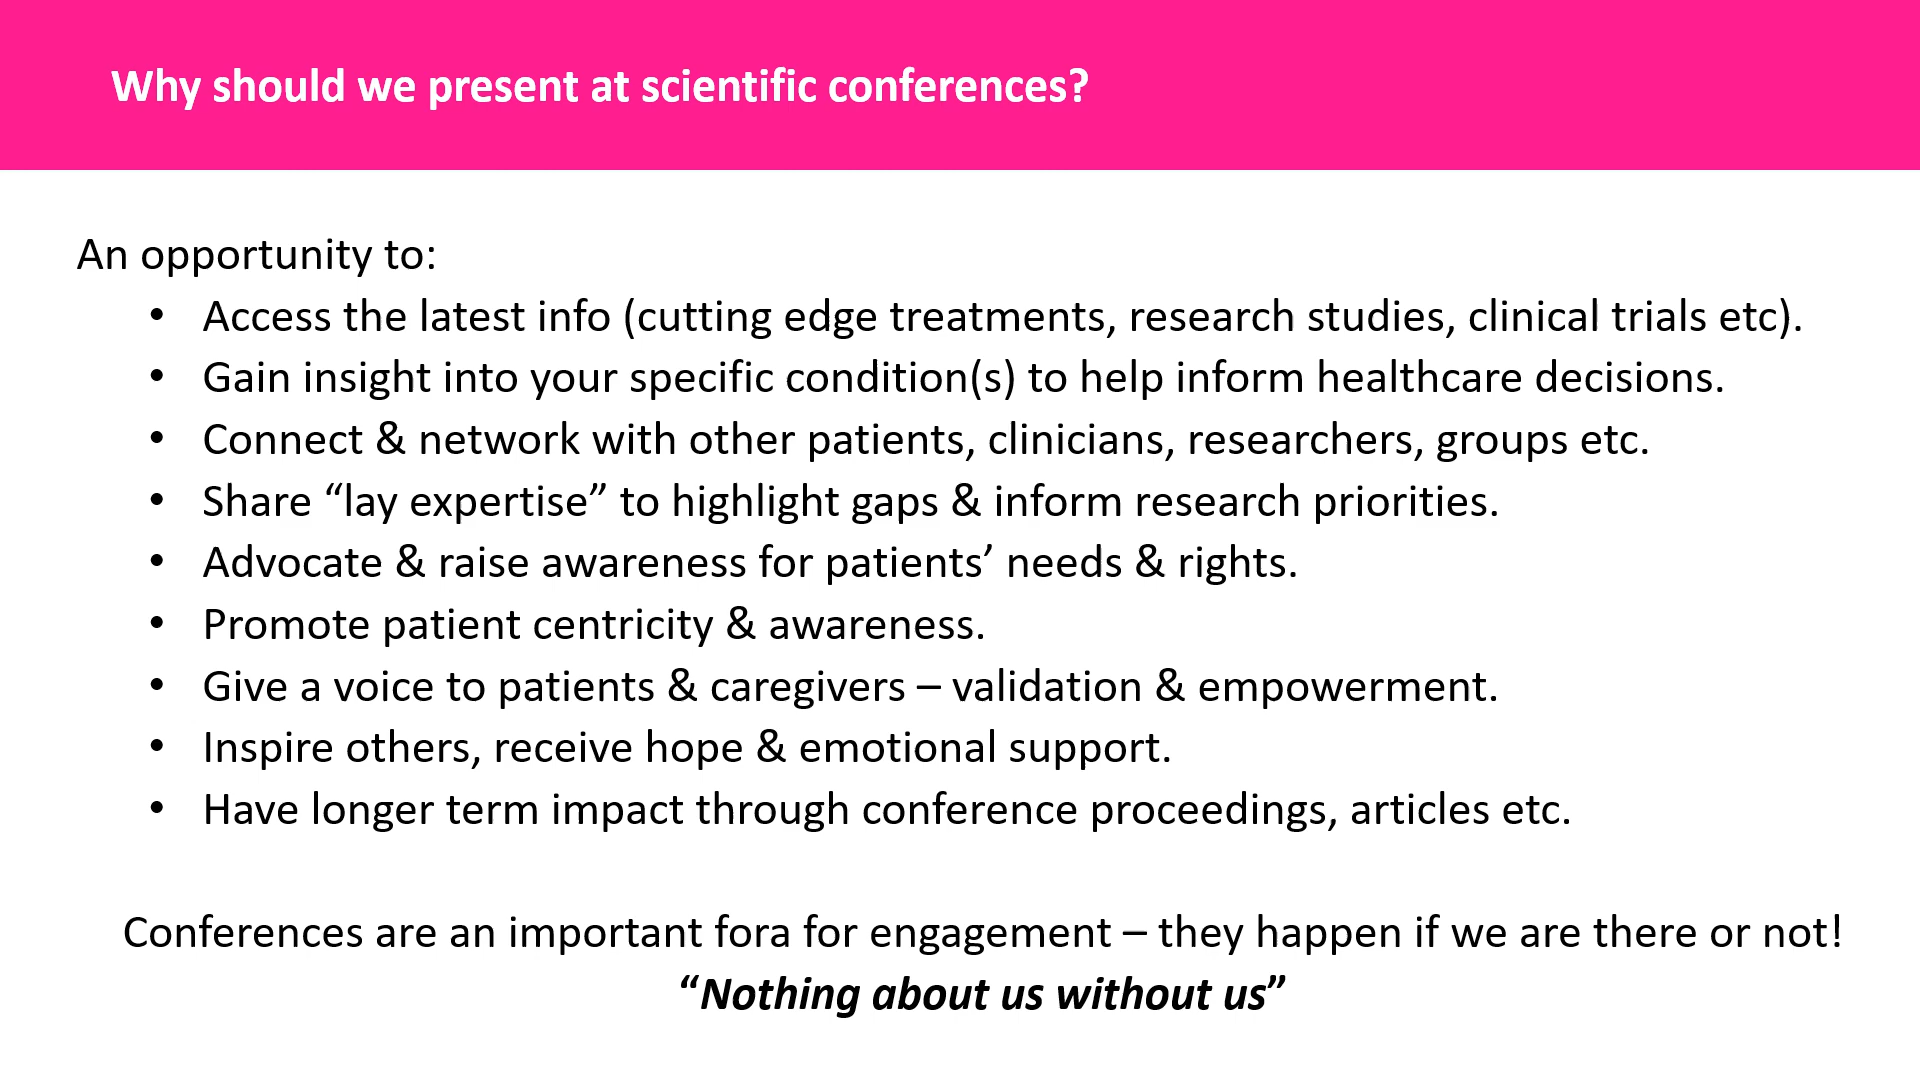 Why should we present at scientific conferences?
An opportunity to:
• Access the latest info (cutting edge treatments, research studies, clinical trials etc).
• Gain insight into your specific condition(s) to help inform healthcare decisions.
• Connect & network with other patients, clinicians, researchers, groups etc.
• Share “lay expertise” to highlight gaps & inform research priorities.
• Advocate & raise awareness for patients’ needs & rights.
• Promote patient centricity & awareness.
• Give a voice to patients & caregivers – validation & empowerment.
• Inspire others, receive hope & emotional support.
• Have longer term impact through conference proceedings, articles etc.
Conferences are an important fora for engagement – they happen if we are there or not!
“Nothing about us without us”